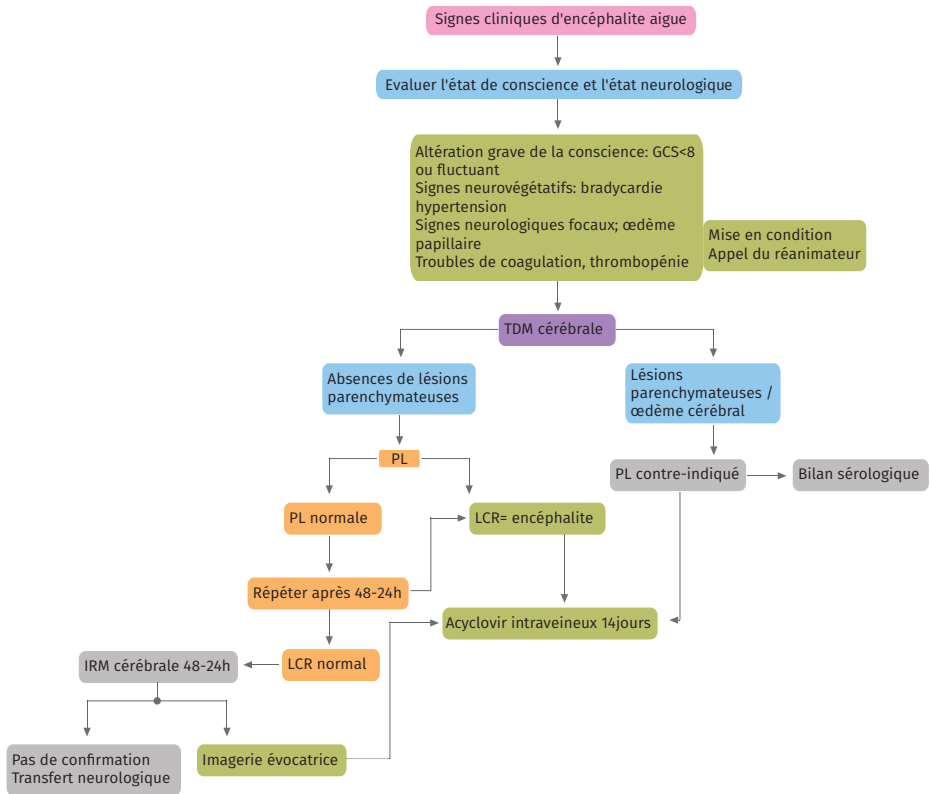 Signes cliniques d'encéphalite aigue
Evaluer l'état de conscience et l'état neurologique
Altération grave de la conscience: GCS<8
ou fluctuant
Signes neurovégétatifs: bradycardie
hypertension
Signes neurologiques focaux; œdème
papillaire
Troubles de coagulation, thrombopénie
Mise en condition
Appel du réanimateur
TDM cérébrale
Absences de lésions
parenchymateuses
Lésions
parenchymateuses /
œdème cérébral
PL
PL contre-indiqué
Bilan sérologique
PL normale
LCR= encéphalite
Répéter après 48-24h
Acyclovir intraveineux 14jours
IRM cérébrale 48-24h
LCR normal
Pas de confirmation
Transfert neurologique
Imagerie évocatrice